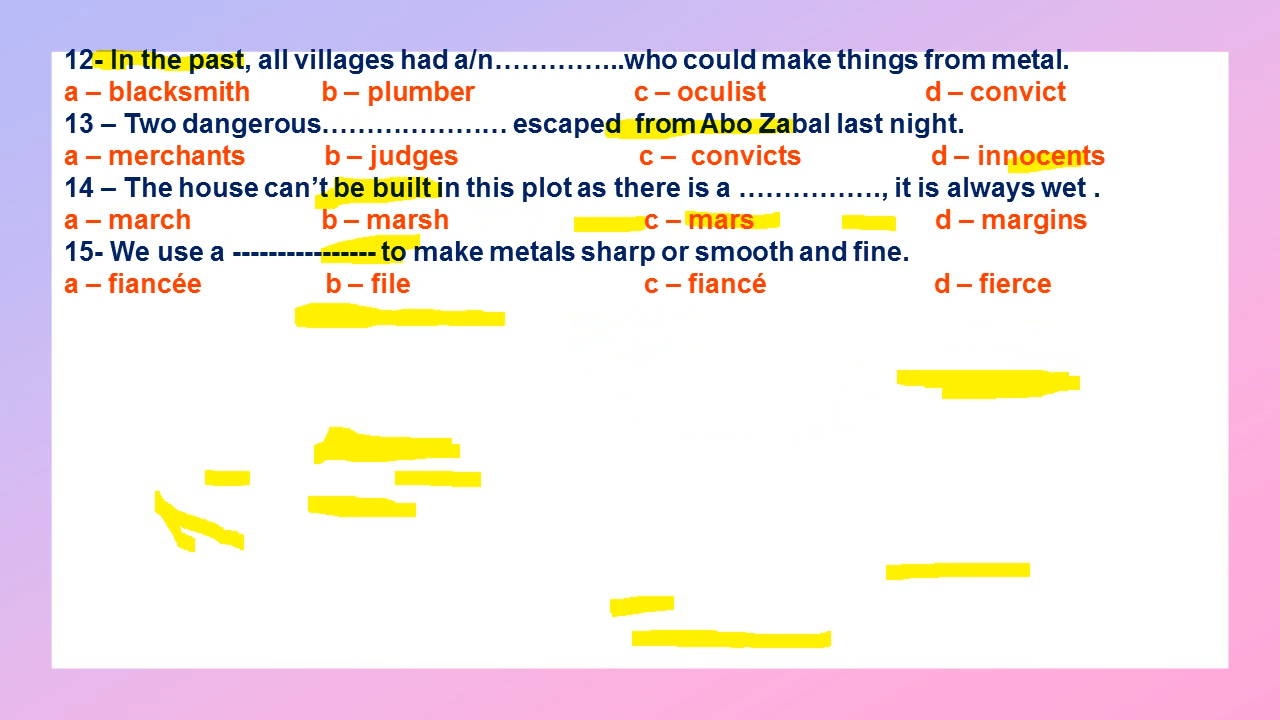 12- In the past, all villages had a/n…………...who could make things from metal.
a – blacksmith b – plumber c – oculist d – convict
13 – Two dangerous………………… escaped from Abo Zabal last night.
a – merchants b – judges c – convicts d – innocents
14 – The house can’t be built in this plot as there is a ……………., it is always wet .
a – march b – marsh c – mars d – margins
15- We use a ---------------- to make metals sharp or smooth and fine.
a – fiancée b – file c – fiancé d – fierce